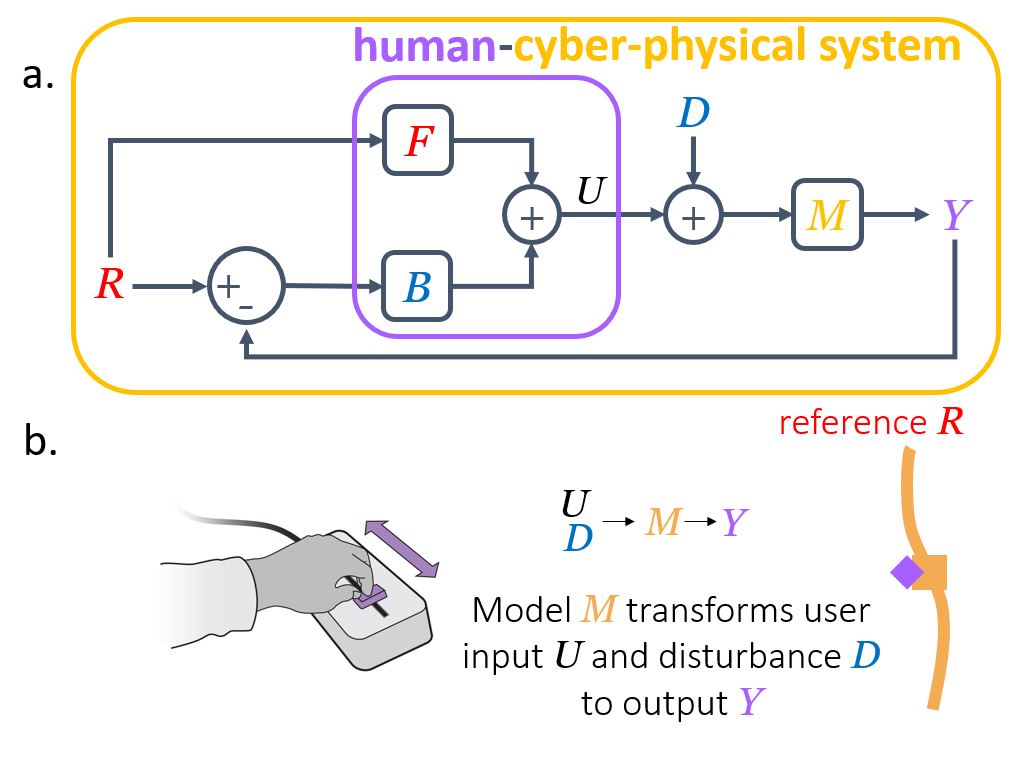 human-cyber-physical system
a.
F
D
+
U
+
M
Y
R
+
-
B
reference R
b.
U
D → M → Y
Model M transforms user
input U and disturbance D
to output Y